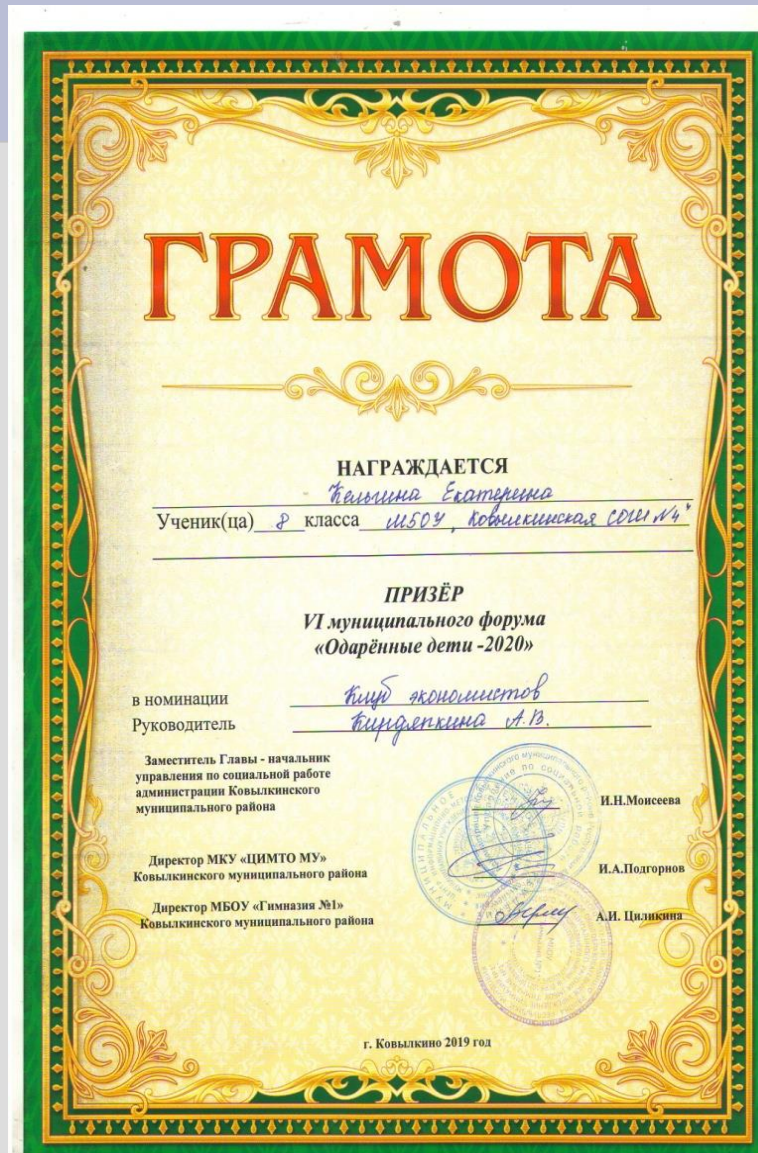 ГРАМОТА
НАГРАЖДАЕТСЯ
Екатерина
Ученик(ца) 8 класса МБОУ „Ковылкинская СОШ №4"
ПРИЗЁР
VI муниципального форума
«Одарённые дети -2020»
в номинации Клуб экономистов
Руководитель Кирдяпкина А.В.
Заместитель Главы - начальник
управления по социальной работе
администрации Ковылкинского
муниципального района
И.Н.Моисеева
Директор МКУ «ЦИМТО МУ»
Ковылкинского муниципального района
И.А.Подгорнов
Директор МБОУ «Гимназия №1»
Ковылкинского муниципального района
А.И. Циликина
г. Ковылкино 2019 год